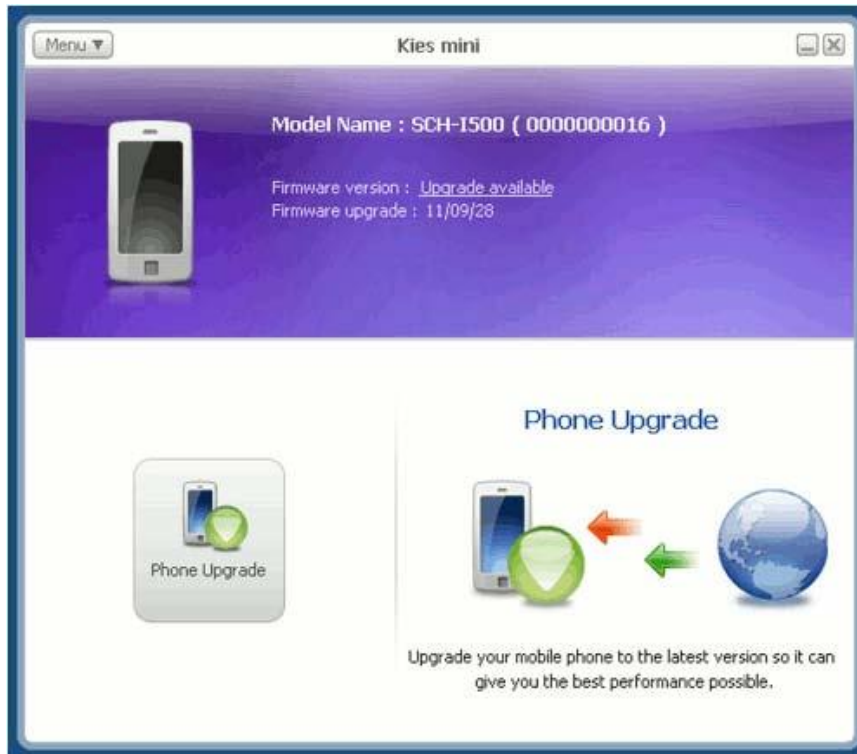 Menu ▼
Kies mini
Model Name : SCH-I500 ( 0000000016 )
Firmware version : Upgrade available
Firmware upgrade : 11/09/28
Phone Upgrade
Phone Upgrade
Upgrade your mobile phone to the latest version so it can
give you the best performance possible.